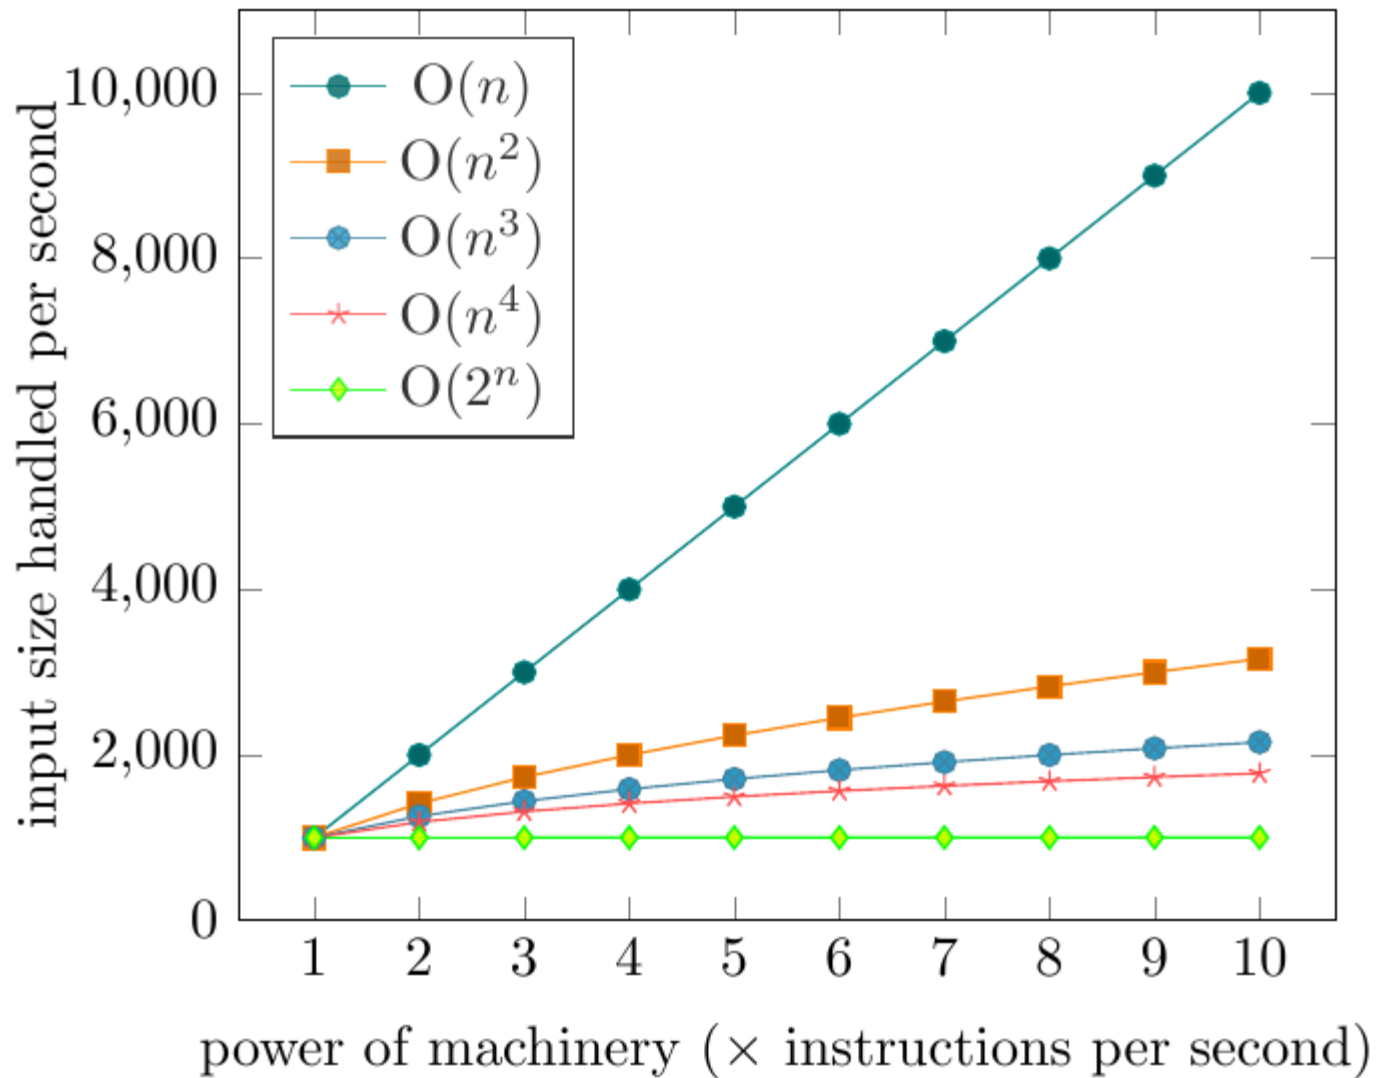 input size handled per second
10,000
8,000
6,000
4,000
2,000
0
O(n)
O(n²)
O(n³)
O(n⁴)
O(2ⁿ)
1 2 3 4 5 6 7 8 9 10
power of machinery (× instructions per second)